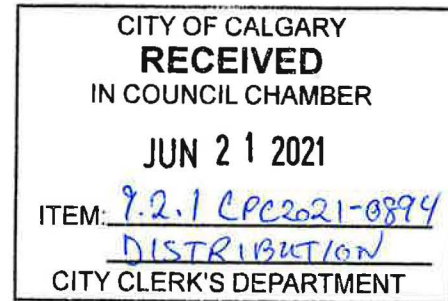 CITY OF CALGARY
RECEIVED
IN COUNCIL CHAMBER
JUN 21 2021
ITEM: 9.2.1 CPC2021-0894
DISTRIBUTION
CITY CLERK'S DEPARTMENT